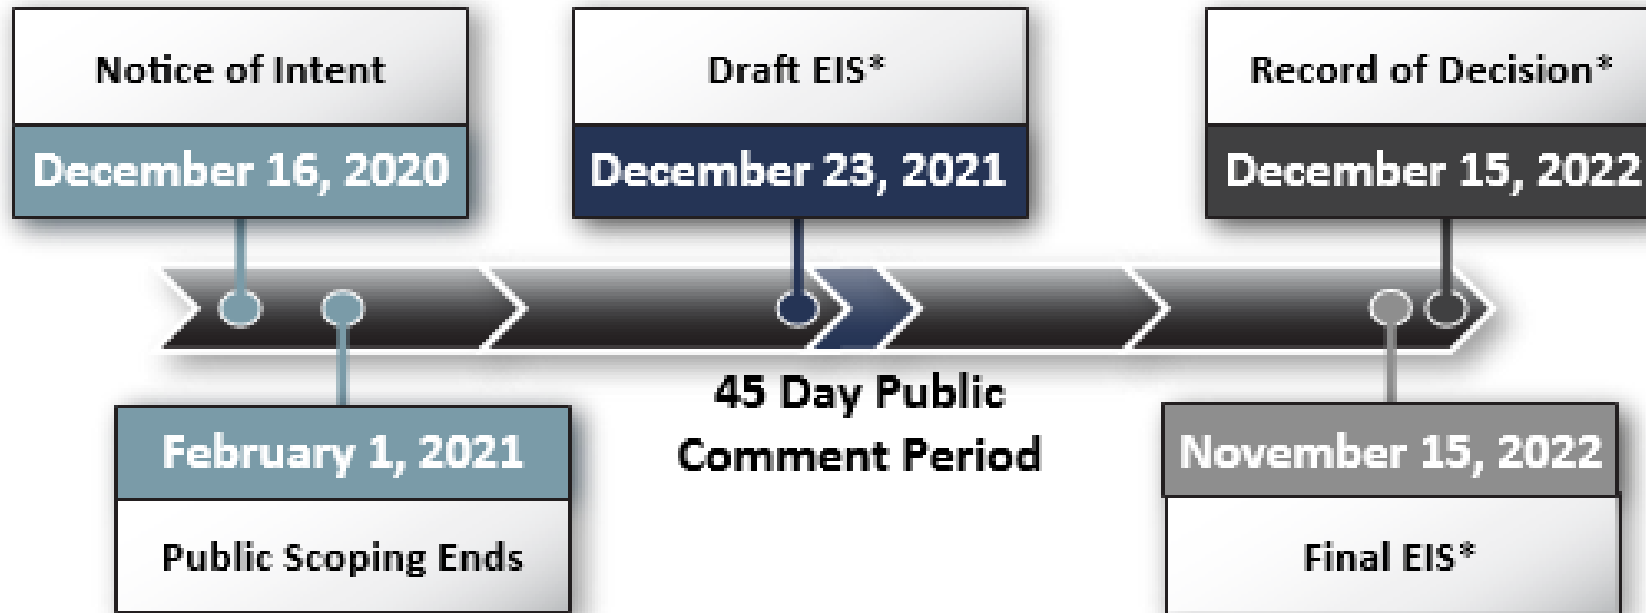 Notice of Intent
December 16, 2020
Draft EIS*
December 23, 2021
Record of Decision*
December 15, 2022
February 1, 2021
Public Scoping Ends
45 Day Public
Comment Period
November 15, 2022
Final EIS*